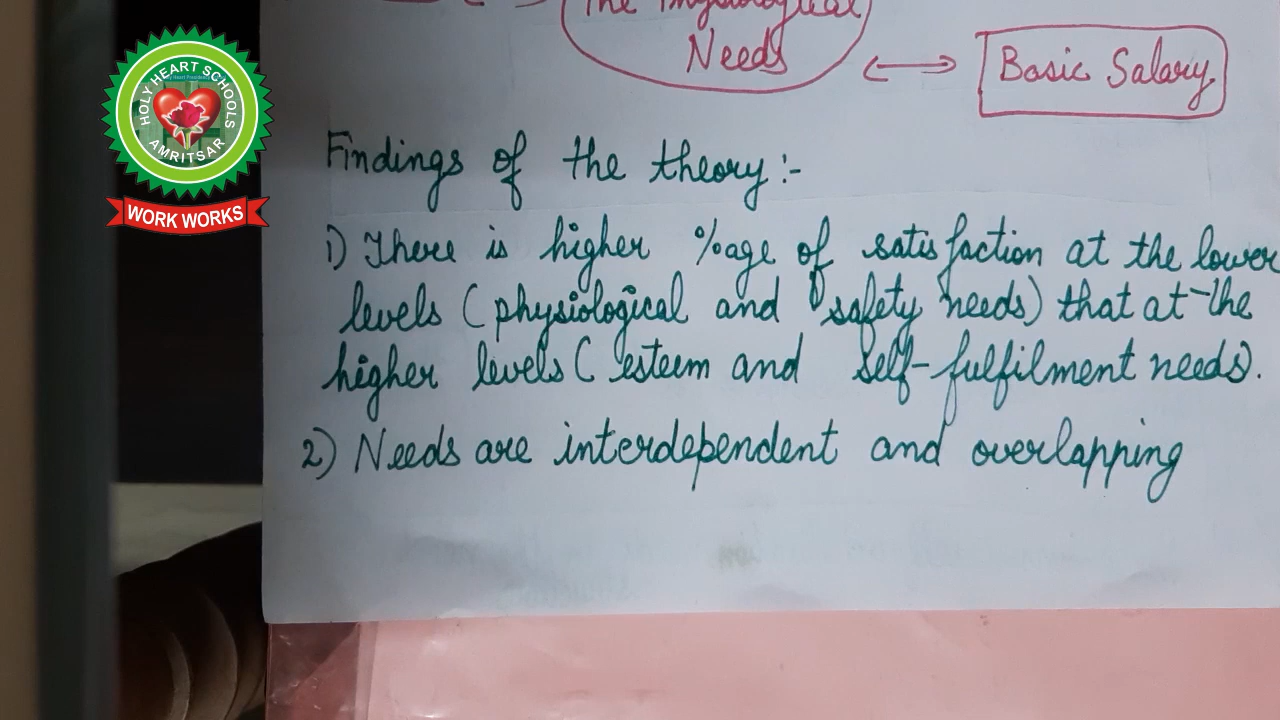 The Physiological
Needs
Basic Salary
Findings of the theory:-
1) There is higher %age of satisfaction at the lower
levels (physiological and safety needs) that at the
higher levels ( esteem and self-fulfilment needs).
2) Needs are interdependent and overlapping
HOLY HEART SCHOOLS
AMRITSAR
WORK WORKS